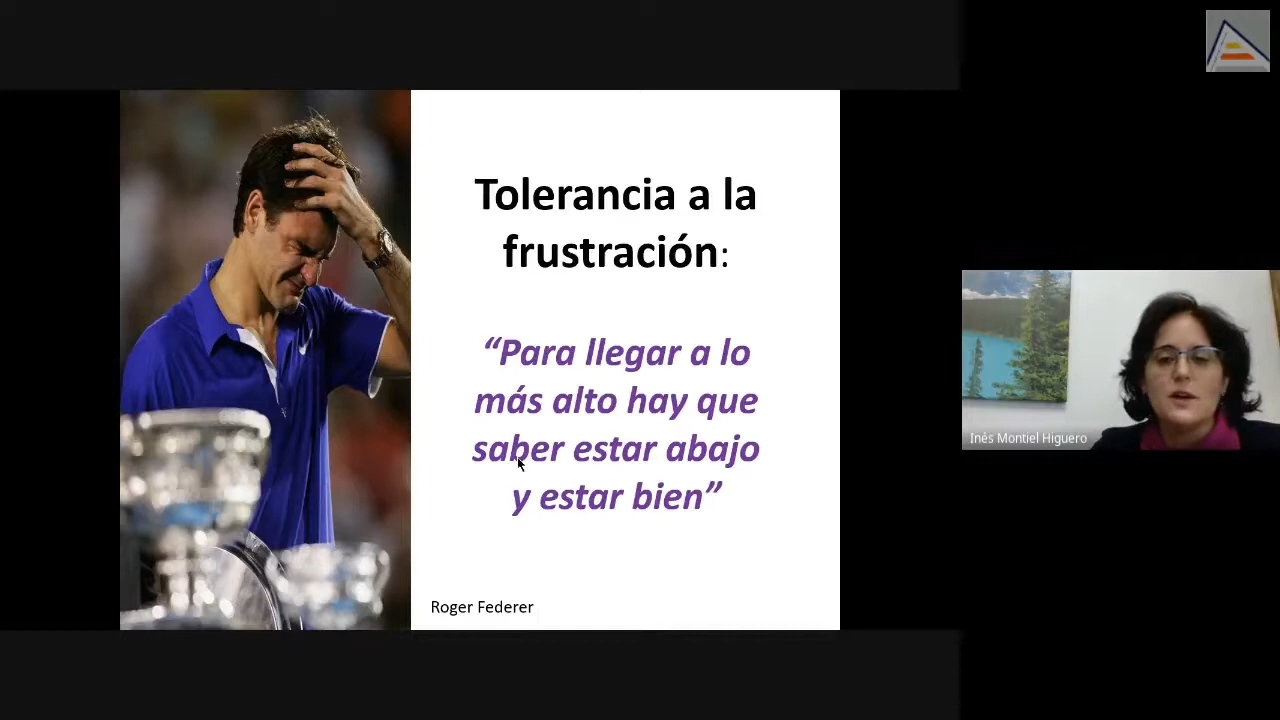 Tolerancia a la
frustración:
“Para llegar a lo
más alto hay que
saber estar abajo
y estar bien”
Roger Federer
Inés Montiel Higuero